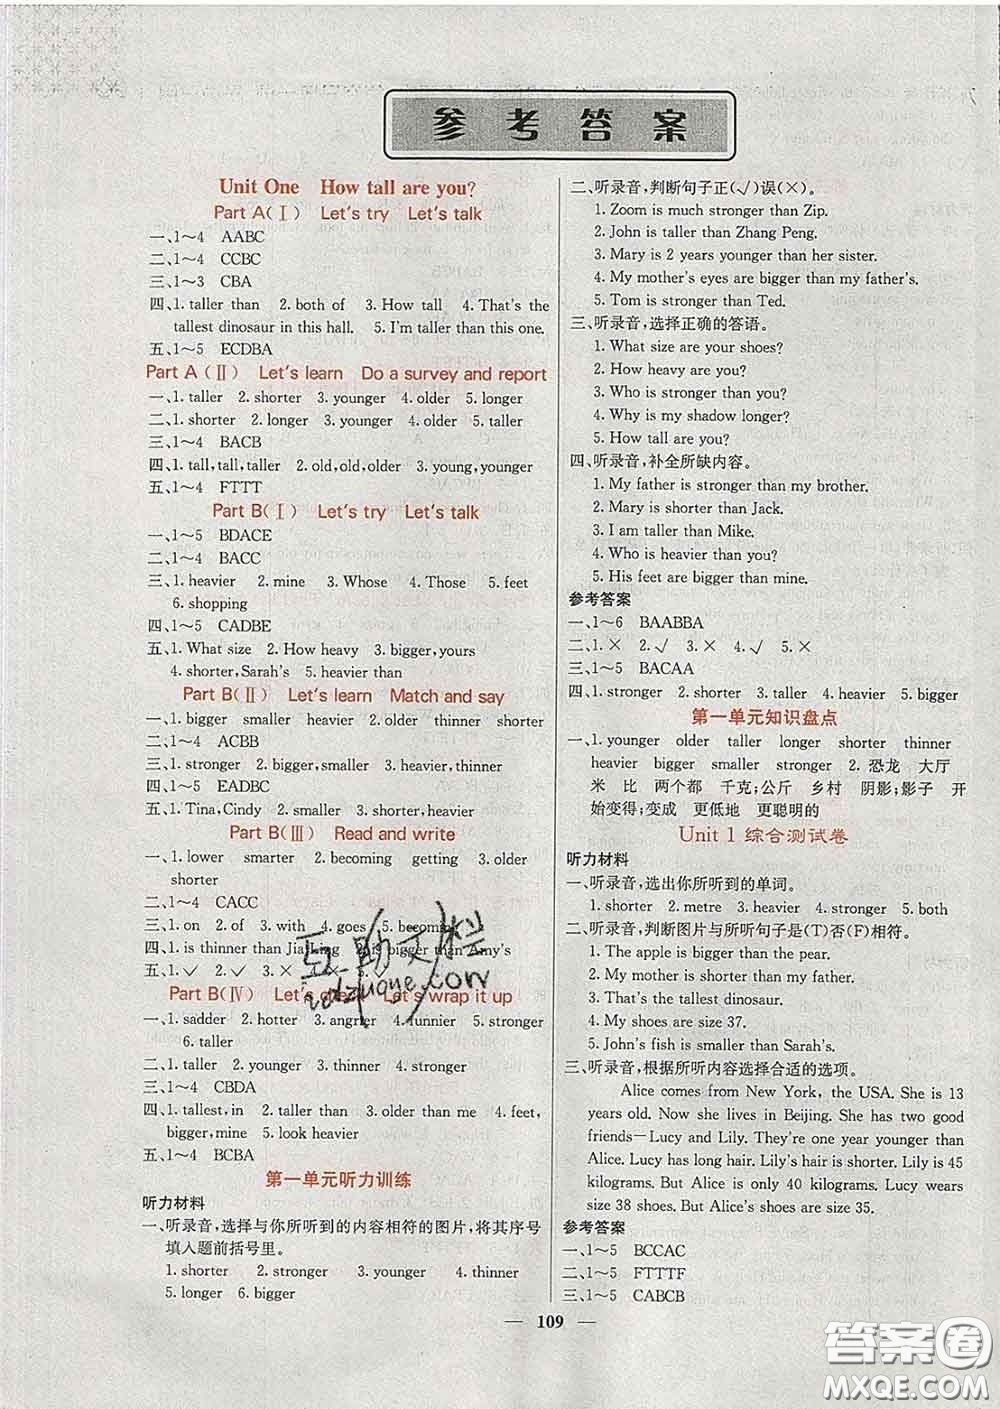 参考答案
Unit One How tall are you?
Part A(Ⅰ) Let's try Let's talk
一、1～4 AABC
二、1～4 CCBC
三、1～3 CBA
四、1. taller than 2. both of 3. How tall 4. That's the
tallest dinosaur in this hall. 5. I'm taller than this one.
五、1～5 ECDBA
Part A(Ⅱ) Let's learn Do a survey and report
一、1. taller 2. shorter 3. younger 4. older 5. longer
二、1. shorter 2. longer 3. younger 4. older 5. taller
三、1～4 BACB
四、1. tall, tall, taller 2. old, old, older 3. young, younger
五、1～4 FTTT
Part B(Ⅰ) Let's try Let's talk
一、1～5 BDACE
二、1～4 BACC
三、1. heavier 2. mine 3. Whose 4. Those 5. feet
6. shopping
四、1～5 CADBE
五、1. What size 2. How heavy 3. bigger, yours
4. shorter, Sarah's 5. heavier than
Part B(Ⅱ) Let's learn Match and say
一、1. bigger smaller heavier 2. older thinner shorter
二、1～4 ACBB
三、1. stronger 2. bigger, smaller 3. heavier, thinner
四、1～5 EADBC
五、1. Tina, Cindy 2. smaller 3. shorter, heavier
Part B(Ⅲ) Read and write
一、1. lower smarter 2. becoming getting 3. older
shorter
二、1～4 CACC
三、1. on 2. of 3. with 4. goes 5. becoming
四、1. is thinner than Jia Ling 2. is bigger than Amy's
五、1. ✓ 2. ✓ 3. × 4. × 5. ✓
Part B(Ⅳ) Let's check Let's wrap it up
一、1. sadder 2. hotter 3. angrier 4. funnier 5. stronger
6. taller
二、1. taller 2. younger 3. stronger 4. thinner
三、1～4 CBDA
四、1. tallest, in 2. taller than 3. older than me 4. feet,
bigger, mine 5. look heavier
五、1～4 BCBA
第一单元听力训练
听力材料
一、听录音,选择与你所听到的内容相符的图片,将其序号
填入题前括号里。
1. shorter 2. stronger 3. younger 4. thinner
5. longer 6. bigger
二、听录音,判断句子正(√)误(×)。
1. Zoom is much stronger than Zip.
2. John is taller than Zhang Peng.
3. Mary is 2 years younger than her sister.
4. My mother's eyes are bigger than my father's.
5. Tom is stronger than Ted.
三、听录音,选择正确的答语。
1. What size are your shoes?
2. How heavy are you?
3. Who is stronger than you?
4. Why is my shadow longer?
5. How tall are you?
四、听录音,补全所缺内容。
1. My father is stronger than my brother.
2. Mary is shorter than Jack.
3. I am taller than Mike.
4. Who is heavier than you?
5. His feet are bigger than mine.
参考答案
一、1～6 BAABBA
二、1. × 2. √ 3. × 4. √ 5. ×
三、1～5 BACAA
四、1. stronger 2. shorter 3. taller 4. heavier 5. bigger
第一单元知识盘点
一、1. younger older taller longer shorter thinner
heavier bigger smaller stronger 2. 恐龙 大厅
米 比 两个都 千克;公斤 乡村 阴影;影子 开
始变得;变成 更低地 更聪明的
Unit 1 综合测试卷
听力材料
一、听录音,选出你所听到的单词。
1. shorter 2. metre 3. heavier 4. stronger 5. both
二、听录音,判断图片与所听句子是(T)否(F)相符。
1. The apple is bigger than the pear.
2. My mother is shorter than my father.
3. That's the tallest dinosaur.
4. My shoes are size 37.
5. John's fish is smaller than Sarah's.
三、听录音,根据所听内容选择合适的选项。
Alice comes from New York, the USA. She is 13
years old. Now she lives in Beijing. She has two good
friends—Lucy and Lily. They're one year younger than
Alice. Lucy has long hair. Lily's hair is shorter. Lily is 45
kilograms. But Alice is only 40 kilograms. Lucy wears
size 38 shoes. But Alice's shoes are size 35.
参考答案
一、1～5 BCCAC
二、1～5 FTTTF
三、1～5 CABCB
— 109 —
答案圈
MXQE.COM